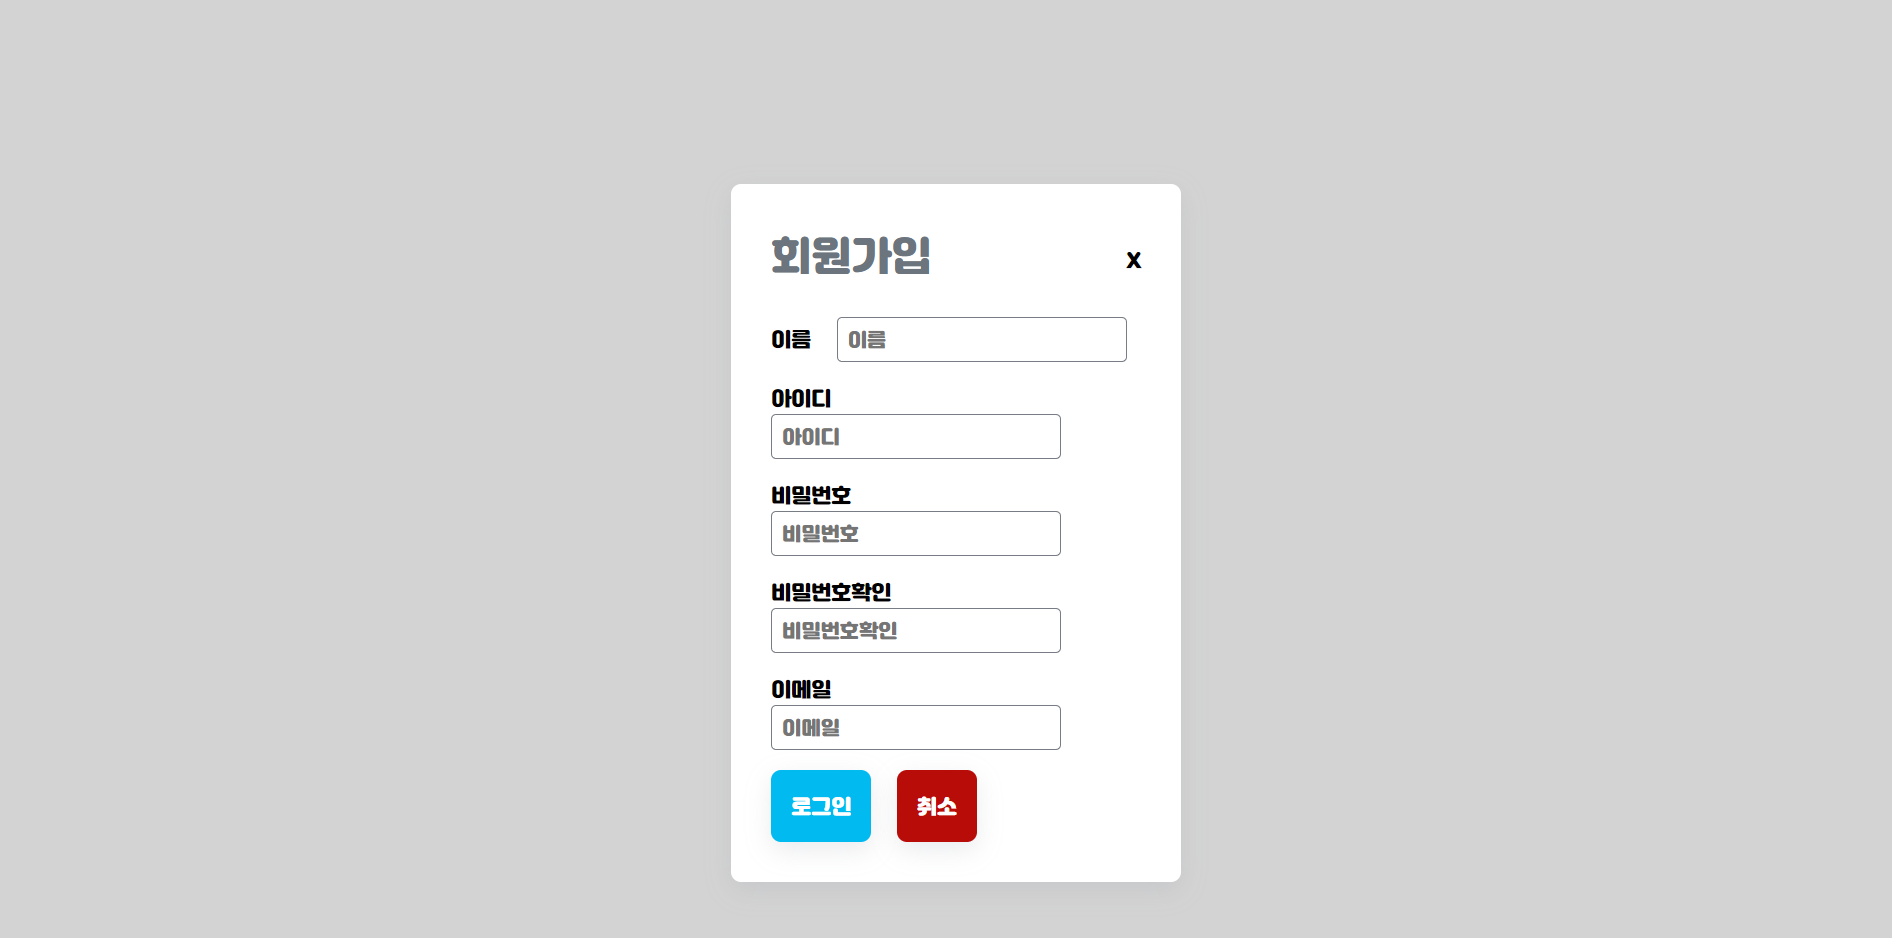 회원가입 x
이름 이름
아이디
아이디
비밀번호
비밀번호
비밀번호확인
비밀번호확인
이메일
이메일
로그인 취소